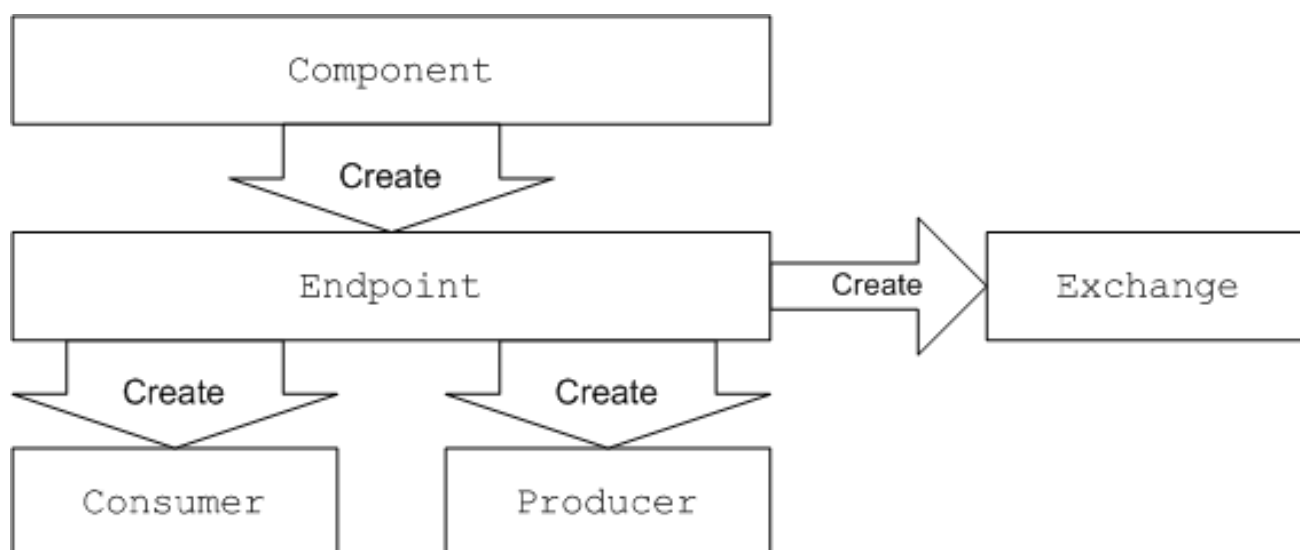 Component
Create
Endpoint
Create
Exchange
Create
Create
Consumer
Producer